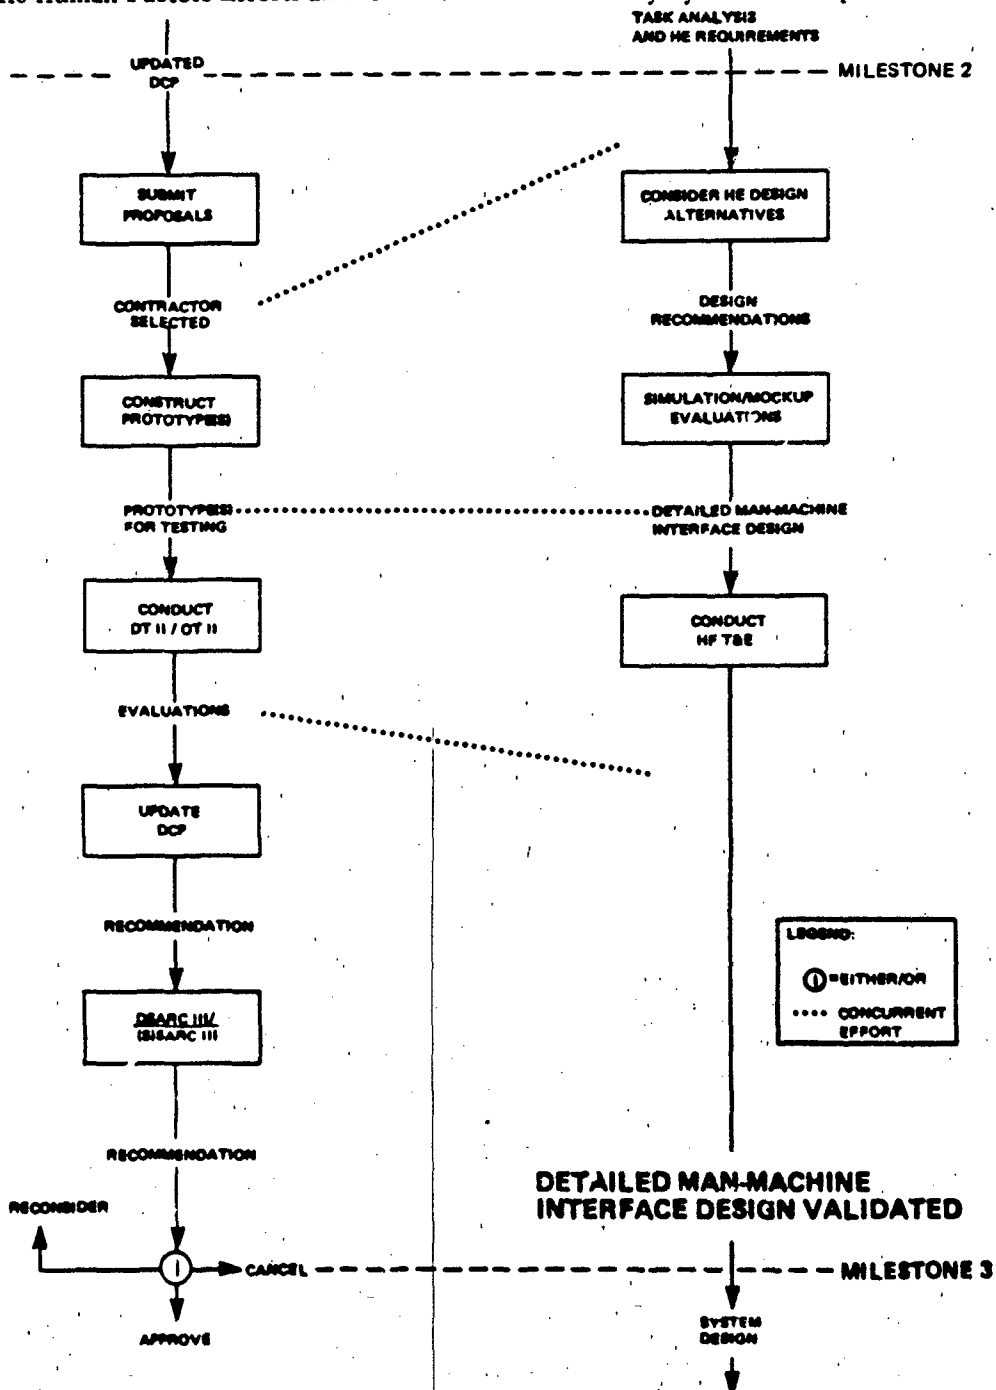 TASK ANALYSIS
AND HE REQUIREMENTS
UPDATED
DCP
MILESTONE 2
SUBMIT
PROPOSALS
CONSIDER HE DESIGN
ALTERNATIVES
CONTRACTOR
SELECTED
DESIGN
RECOMMENDATIONS
CONSTRUCT
PROTOTYPE(S)
SIMULATION/MOCKUP
EVALUATIONS
PROTOTYPE(S)
FOR TESTING
DETAILED MAN-MACHINE
INTERFACE DESIGN
CONDUCT
DT II / OT II
CONDUCT
HF T&E
EVALUATIONS
UPDATE
DCP
RECOMMENDATION
LEGEND:
=EITHER/OR
CONCURRENT
EFFORT
DSARC III/
(S)SARC III
RECOMMENDATION
DETAILED MAN-MACHINE
INTERFACE DESIGN VALIDATED
RECONSIDER
CANCEL
MILESTONE 3
APPROVE
SYSTEM
DESIGN